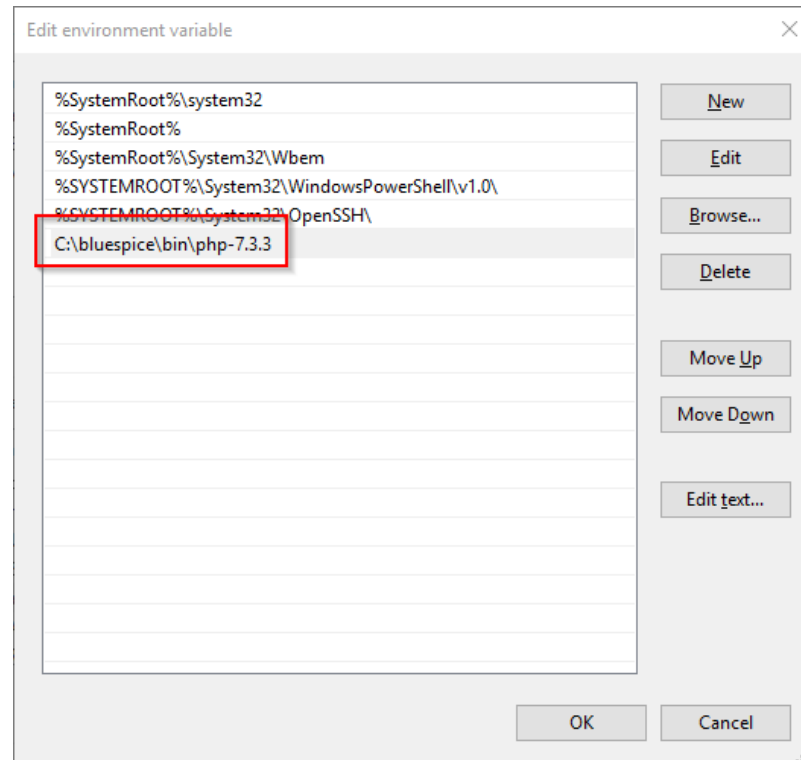 Edit environment variable
%SystemRoot%\system32
%SystemRoot%
%SystemRoot%\System32\Wbem
%SYSTEMROOT%\System32\WindowsPowerShell\v1.0\
%SYSTEMROOT%\System32\OpenSSH\
C:\bluespice\bin\php-7.3.3
New
Edit
Browse...
Delete
Move Up
Move Down
Edit text...
OK
Cancel